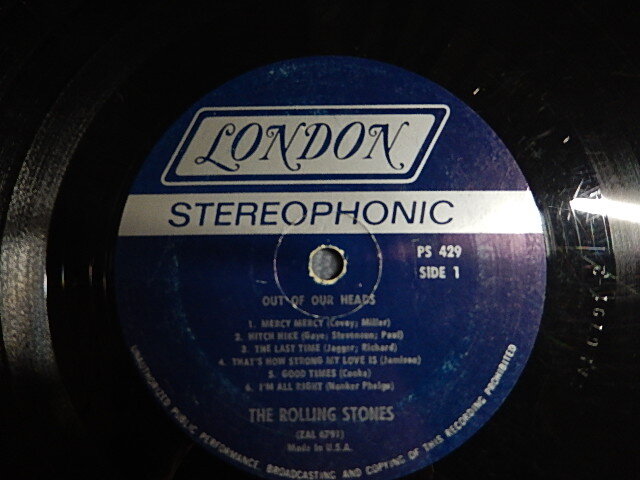 LONDON
STEREOPHONIC
PS 429
SIDE 1
OUT OF OUR HEADS
1. MERCY MERCY (Covay; Miller)
2. HITCH HIKE (Gaye; Stevenson; Paul)
3. THE LAST TIME (Jagger; Richard)
4. THAT'S HOW STRONG MY LOVE IS (Jamison)
5. GOOD TIMES (Cooke)
6. I'M ALL RIGHT (Nanker Phelge)
THE ROLLING STONES
(ZAL 6791)
Made in U.S.A.
UNAUTHORIZED PUBLIC PERFORMANCE, BROADCASTING AND COPYING OF THIS RECORDING PROHIBITED